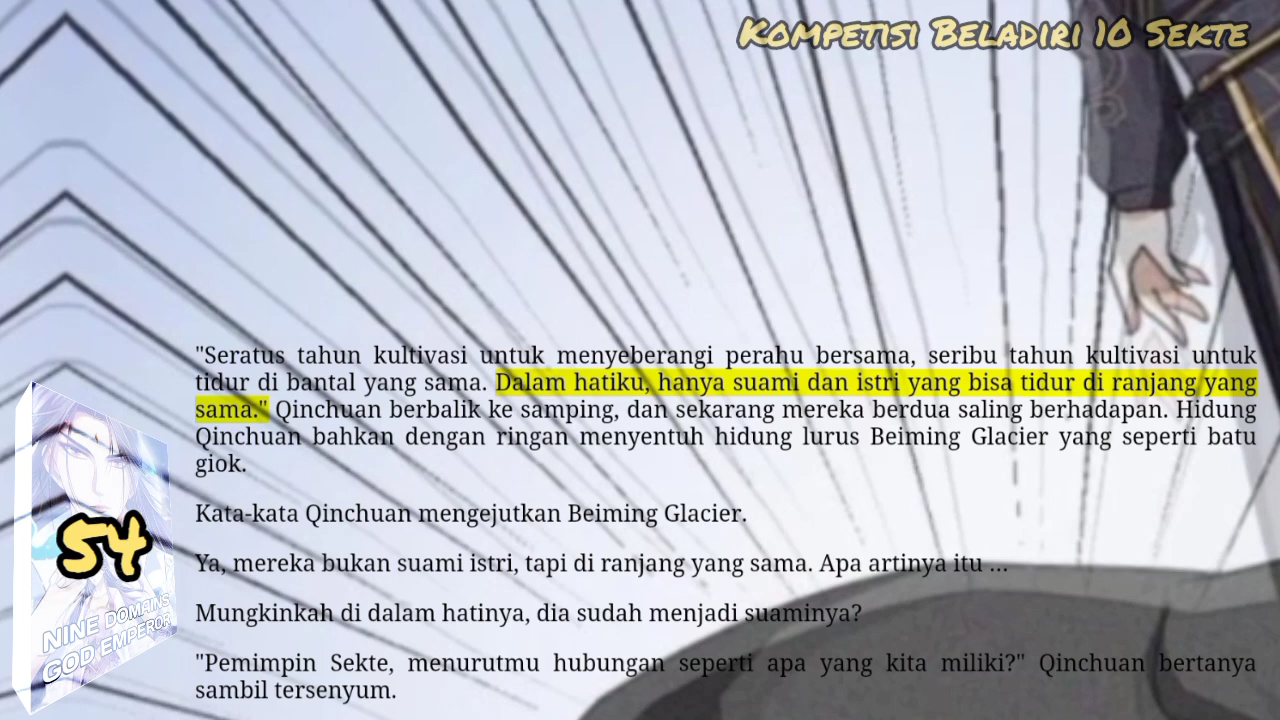 Kompetisi Beladiri 10 Sekte
"Seratus tahun kultivasi untuk menyeberangi perahu bersama, seribu tahun kultivasi untuk
tidur di bantal yang sama. Dalam hatiku, hanya suami dan istri yang bisa tidur di ranjang yang
sama." Qinchuan berbalik ke samping, dan sekarang mereka berdua saling berhadapan. Hidung
Qinchuan bahkan dengan ringan menyentuh hidung lurus Beiming Glacier yang seperti batu
giok.
Kata-kata Qinchuan mengejutkan Beiming Glacier.
Ya, mereka bukan suami istri, tapi di ranjang yang sama. Apa artinya itu ...
Mungkinkah di dalam hatinya, dia sudah menjadi suaminya?
"Pemimpin Sekte, menurutmu hubungan seperti apa yang kita miliki?" Qinchuan bertanya
sambil tersenyum.
54
NINE DOMAINS
GOD EMPEROR